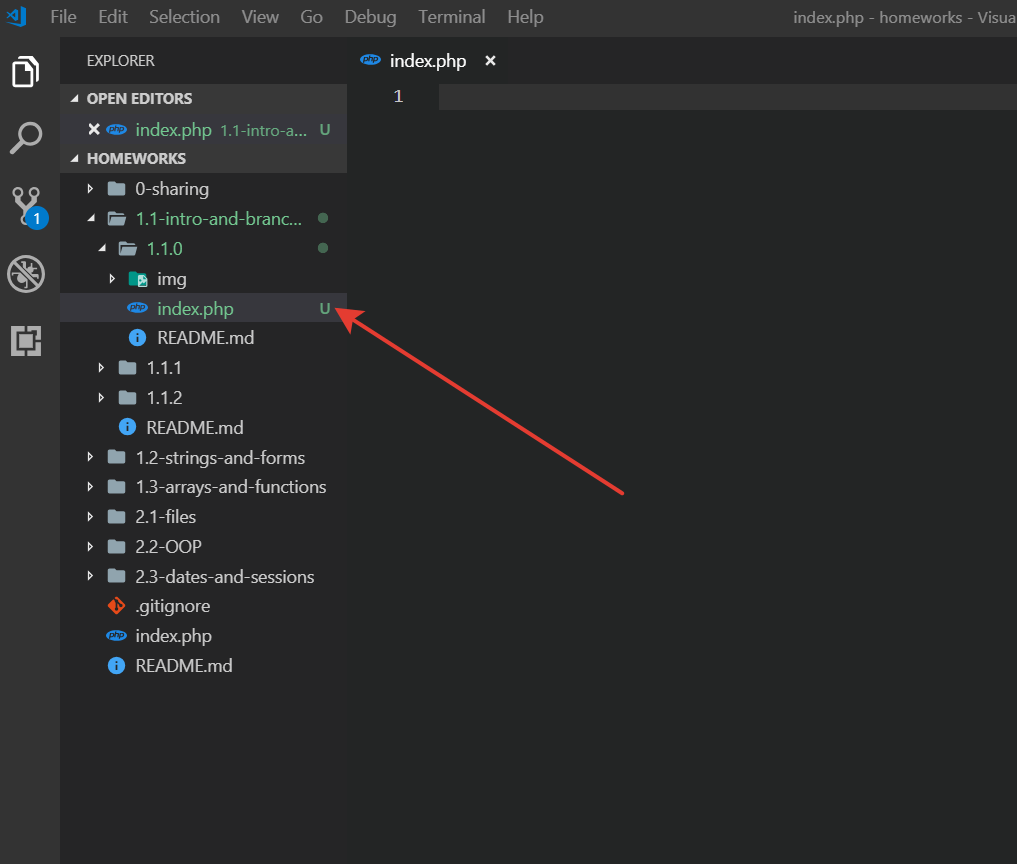 File Edit Selection View Go Debug Terminal Help index.php - homeworks - Visua
EXPLORER
index.php
OPEN EDITORS
1
index.php 1.1-intro-a... U
HOMEWORKS
0-sharing
1.1-intro-and-branc...
1
1.1.0
img
php index.php U
README.md
1.1.1
1.1.2
README.md
1.2-strings-and-forms
1.3-arrays-and-functions
2.1-files
2.2-OOP
2.3-dates-and-sessions
.gitignore
php index.php
README.md